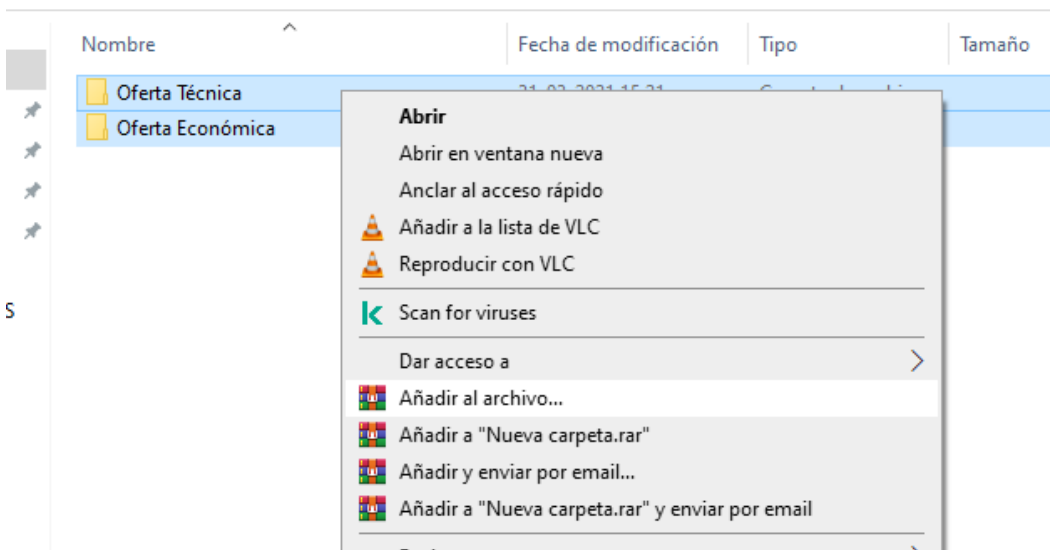 Nombre Fecha de modificación Tipo Tamaño
Oferta Técnica
Oferta Económica
S
Abrir
Abrir en ventana nueva
Anclar al acceso rápido
Añadir a la lista de VLC
Reproducir con VLC
Scan for viruses
Dar acceso a
Añadir al archivo...
Añadir a "Nueva carpeta.rar"
Añadir y enviar por email...
Añadir a "Nueva carpeta.rar" y enviar por email